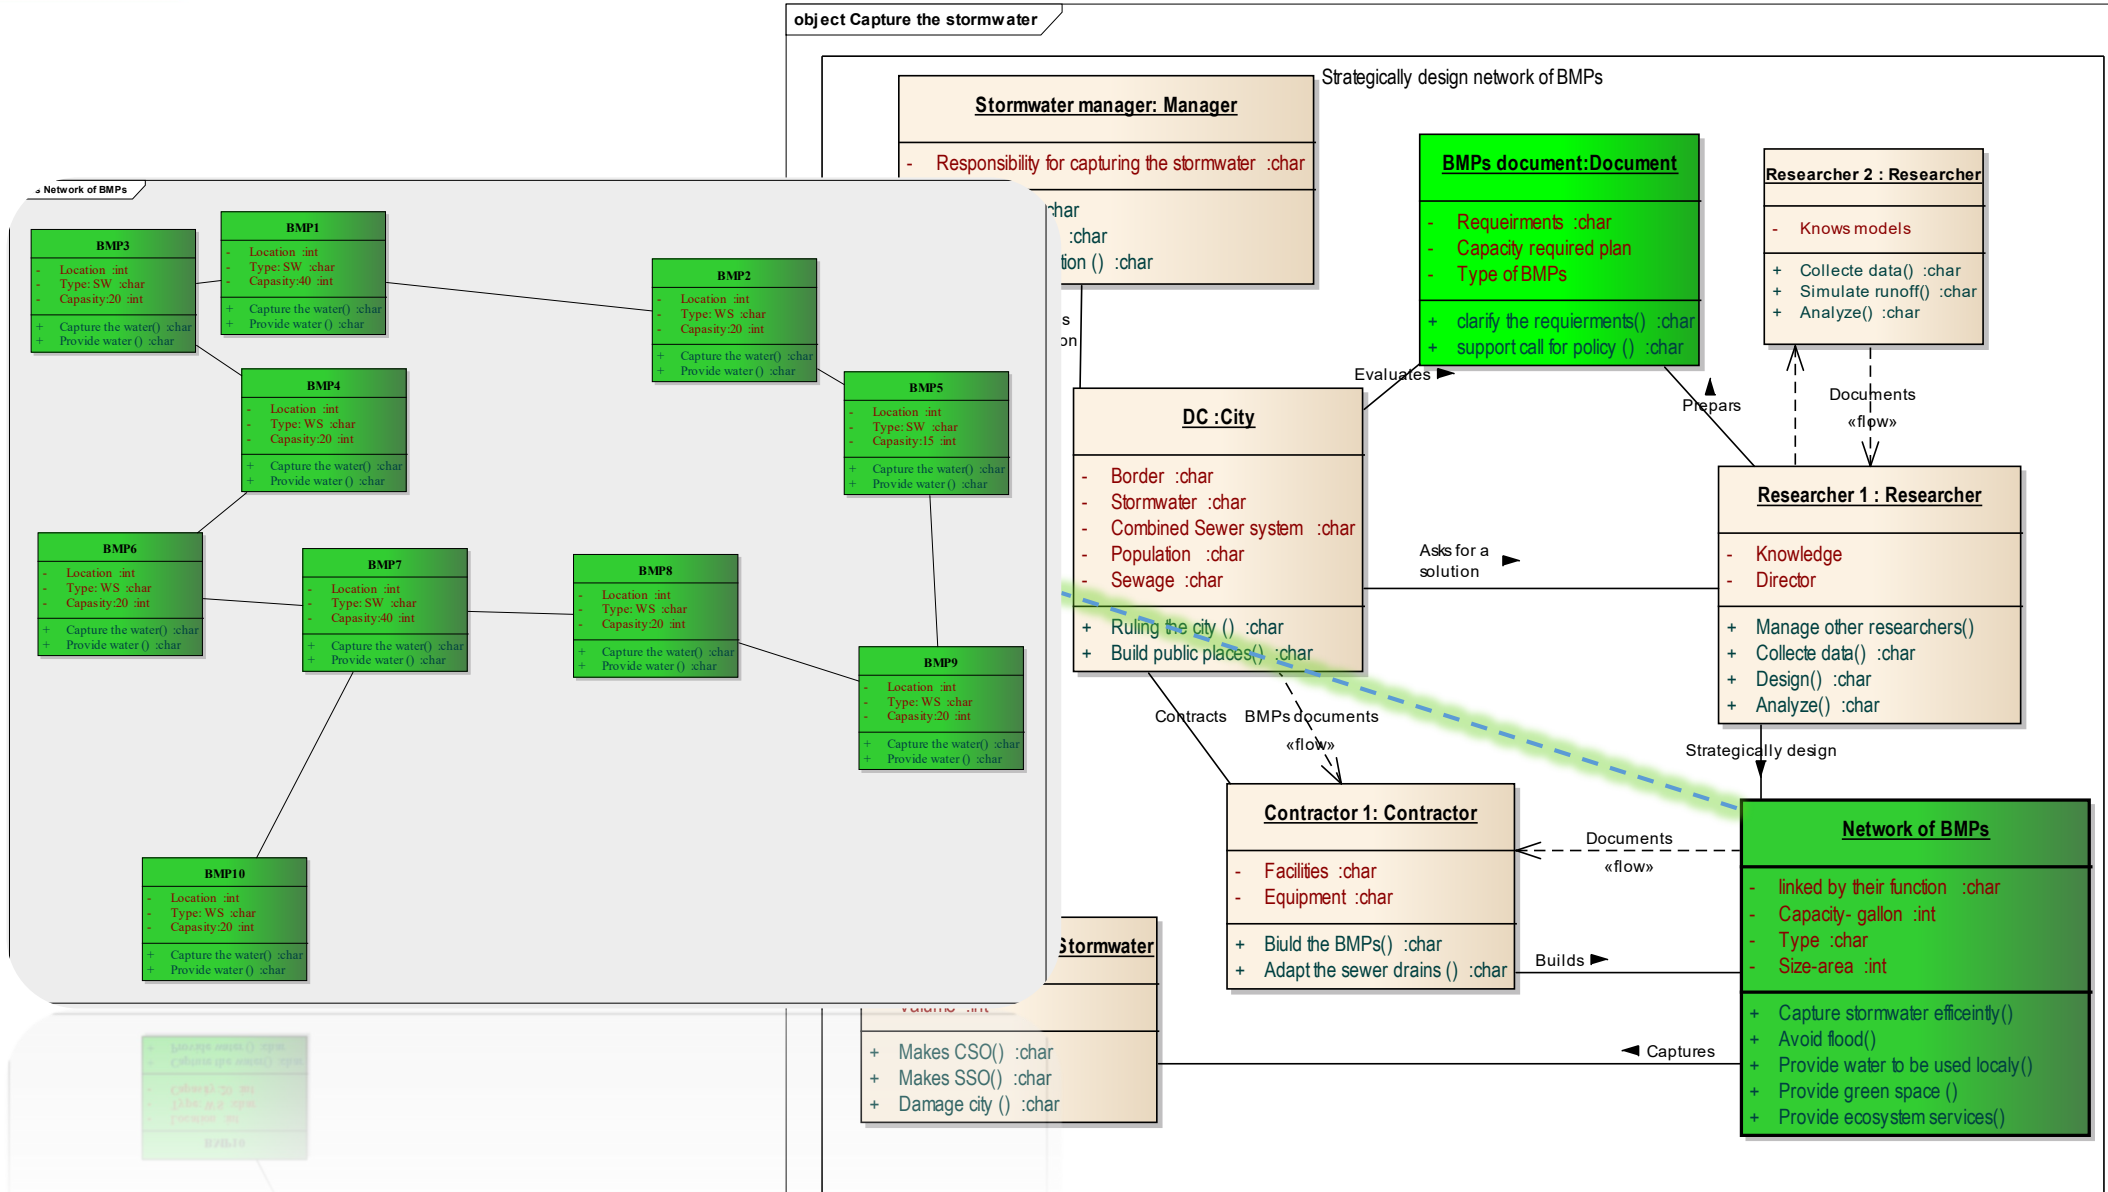 object Capture the stormwater
Strategically design network of BMPs
Stormwater manager: Manager
- Responsibility for capturing the stormwater :char
:char
tion () :char
BMPs document:Document
- Requeirments :char
- Capacity required plan
- Type of BMPs
+ clarify the requierments() :char
+ support call for policy () :char
Researcher 2 : Researcher
- Knows models
+ Collecte data() :char
+ Simulate runoff() :char
+ Analyze() :char
Evaluates
Prepars
Documents
«flow»
DC :City
- Border :char
- Stormwater :char
- Combined Sewer system :char
- Population :char
- Sewage :char
+ Ruling the city () :char
+ Build public places() :char
Asks for a
solution
Researcher 1 : Researcher
- Knowledge
- Director
+ Manage other researchers()
+ Collecte data() :char
+ Design() :char
+ Analyze() :char
Contracts
BMPs documents
«flow»
Strategically design
Contractor 1: Contractor
- Facilities :char
- Equipment :char
+ Biuld the BMPs() :char
+ Adapt the sewer drains () :char
Documents
«flow»
Builds
Network of BMPs
- linked by their function :char
- Capacity- gallon :int
- Type :char
- Size-area :int
+ Capture stormwater efficeintly()
+ Avoid flood()
+ Provide water to be used localy()
+ Provide green space ()
+ Provide ecosystem services()
Captures
Stormwater
+ Makes CSO() :char
+ Makes SSO() :char
+ Damage city () :char
s Network of BMPs
BMP3
- Location :int
- Type: SW :char
- Capacity:20 :int
+ Capture the water() :char
+ Provide water () :char
BMP1
- Location :int
- Type: SW :char
- Capacity:40 :int
+ Capture the water() :char
+ Provide water () :char
BMP2
- Location :int
- Type: WS :char
- Capasity:20 :int
+ Capture the water() :char
+ Provide water () :char
BMP4
- Location :int
- Type: WS :char
- Capasity:20 :int
+ Capture the water() :char
+ Provide water () :char
BMP5
- Location :int
- Type: SW :char
- Capasity:15 :int
+ Capture the water() :char
+ Provide water () :char
BMP6
- Location :int
- Type: WS :char
- Capasity:20 :int
+ Capture the water() :char
+ Provide water () :char
BMP7
- Location :int
- Type: SW :char
- Capasity:40 :int
+ Capture the water() :char
+ Provide water () :char
BMP8
- Location :int
- Type: WS :char
- Capasity:20 :int
+ Capture the water() :char
+ Provide water () :char
BMP9
- Location :int
- Type: WS :char
- Capasity:20 :int
+ Capture the water() :char
+ Provide water () :char
BMP10
- Location :int
- Type: WS :char
- Capasity:20 :int
+ Capture the water() :char
+ Provide water () :char